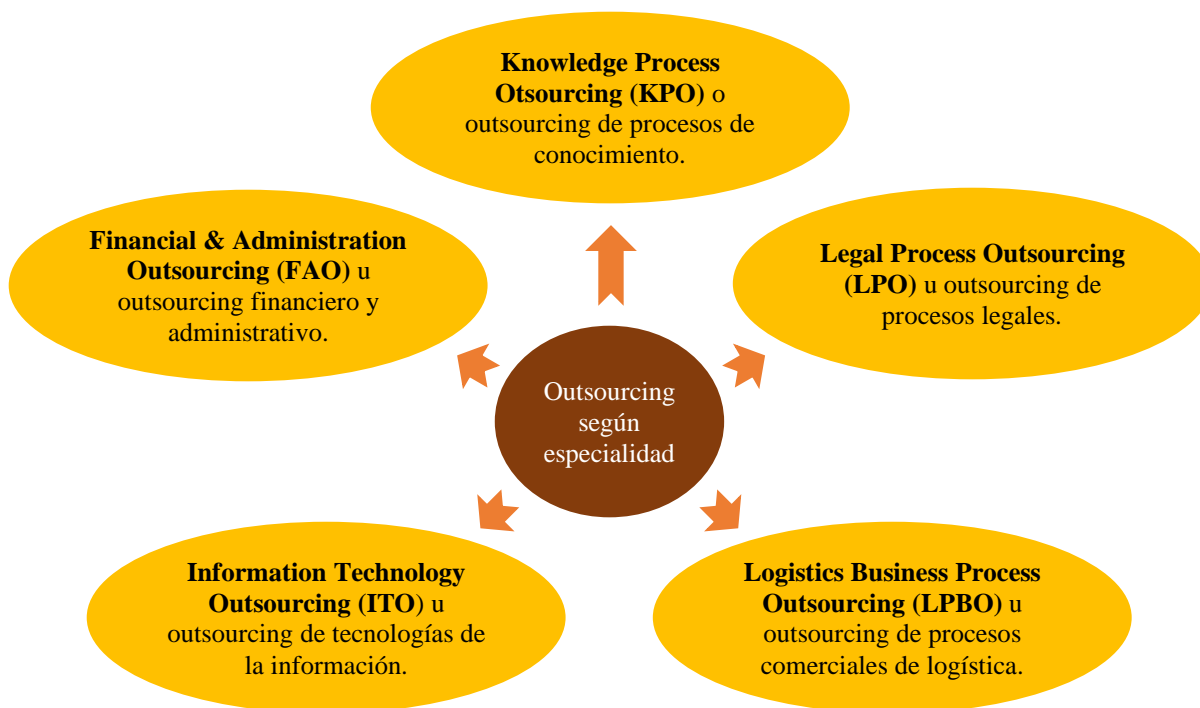 Knowledge Process
Otsourcing (KPO) o
outsourcing de procesos de
conocimiento.
Financial & Administration
Outsourcing (FAO) u
outsourcing financiero y
administrativo.
Legal Process Outsourcing
(LPO) u outsourcing de
procesos legales.
Outsourcing
según
especialidad
Information Technology
Outsourcing (ITO) u
outsourcing de tecnologías de
la información.
Logistics Business Process
Outsourcing (LPBO) u
outsourcing de procesos
comerciales de logística.